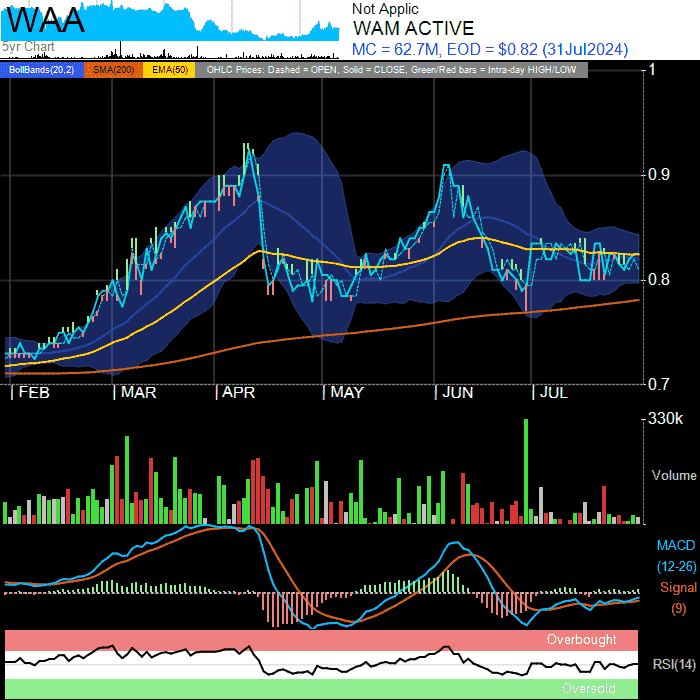 WAA
5yr Chart
Not Applic
WAM ACTIVE
MC = 62.7M, EOD = $0.82 (31Jul2024)
BollBands(20,2) SMA(200) EMA(50) OHLC Prices: Dashed = OPEN, Solid = CLOSE, Green/Red bars = Intra-day HIGH/LOW
1
0.9
0.8
0.7
FEB MAR APR MAY JUN JUL
330k
Volume
MACD
(12-26)
Signal
(9)
Overbought
RSI(14)
Oversold